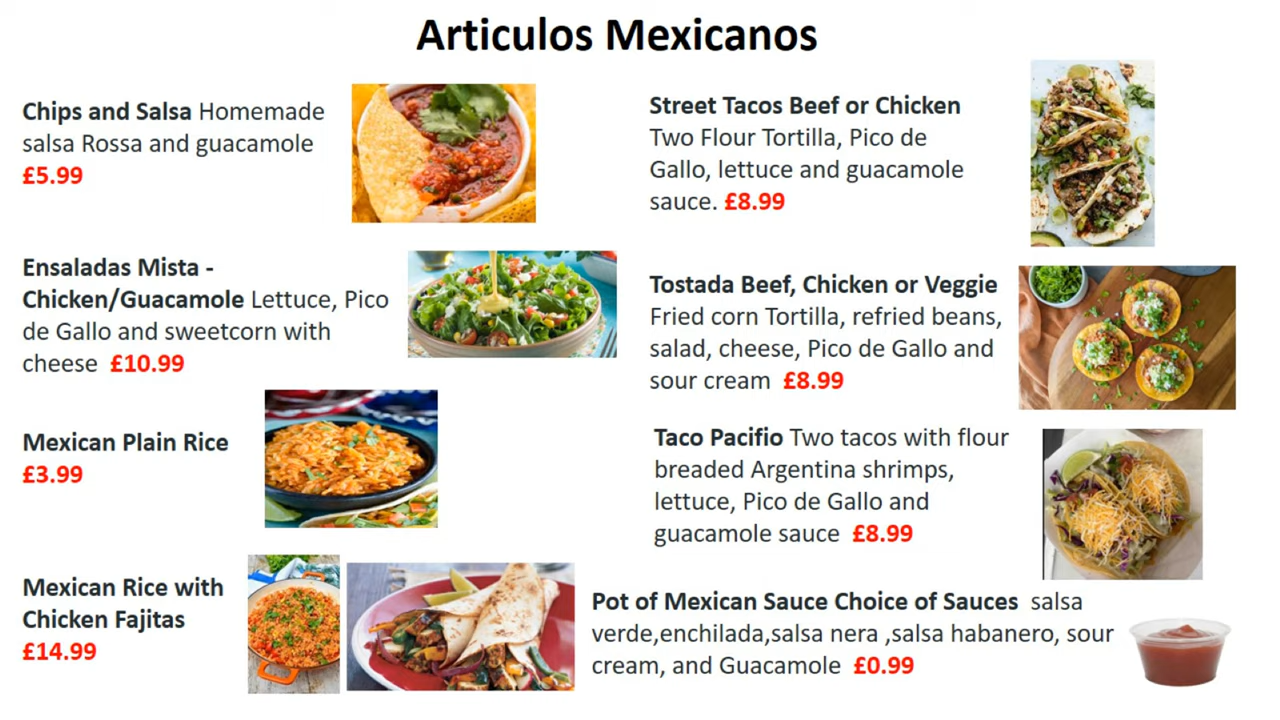 Articulos Mexicanos
Chips and Salsa Homemade
salsa Rossa and guacamole
£5.99
Ensaladas Mista -
Chicken/Guacamole Lettuce, Pico
de Gallo and sweetcorn with
cheese £10.99
Mexican Plain Rice
£3.99
Mexican Rice with
Chicken Fajitas
£14.99
Street Tacos Beef or Chicken
Two Flour Tortilla, Pico de
Gallo, lettuce and guacamole
sauce. £8.99
Tostada Beef, Chicken or Veggie
Fried corn Tortilla, refried beans,
salad, cheese, Pico de Gallo and
sour cream £8.99
Taco Pacifio Two tacos with flour
breaded Argentina shrimps,
lettuce, Pico de Gallo and
guacamole sauce £8.99
Pot of Mexican Sauce Choice of Sauces salsa
verde,enchilada,salsa nera ,salsa habanero, sour
cream, and Guacamole £0.99